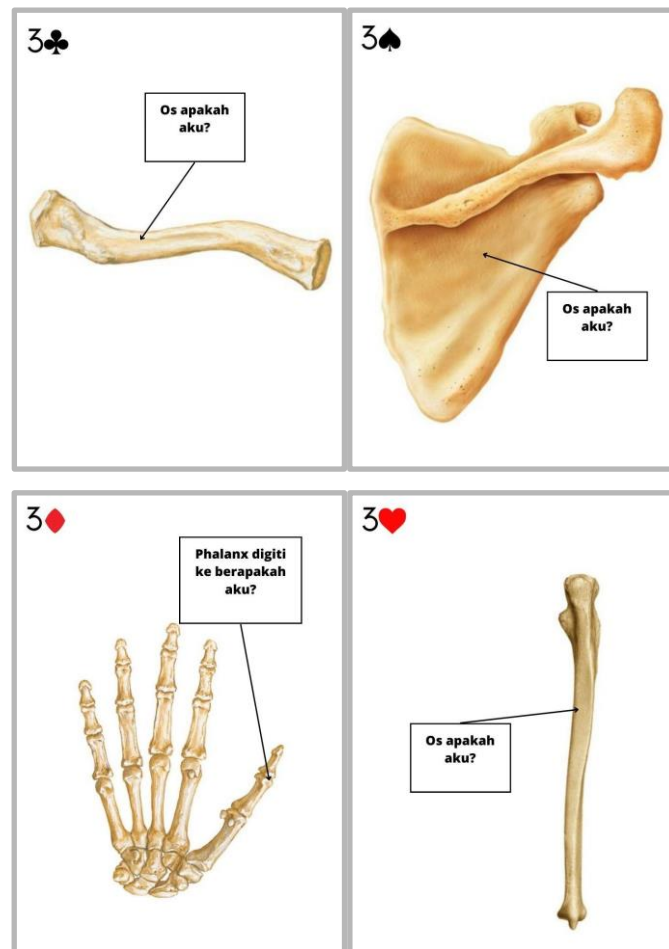 3♣
Os apakah
aku?
3♠
Os apakah
aku?
3♦
Phalanx digiti
ke berapakah
aku?
3♥
Os apakah
aku?